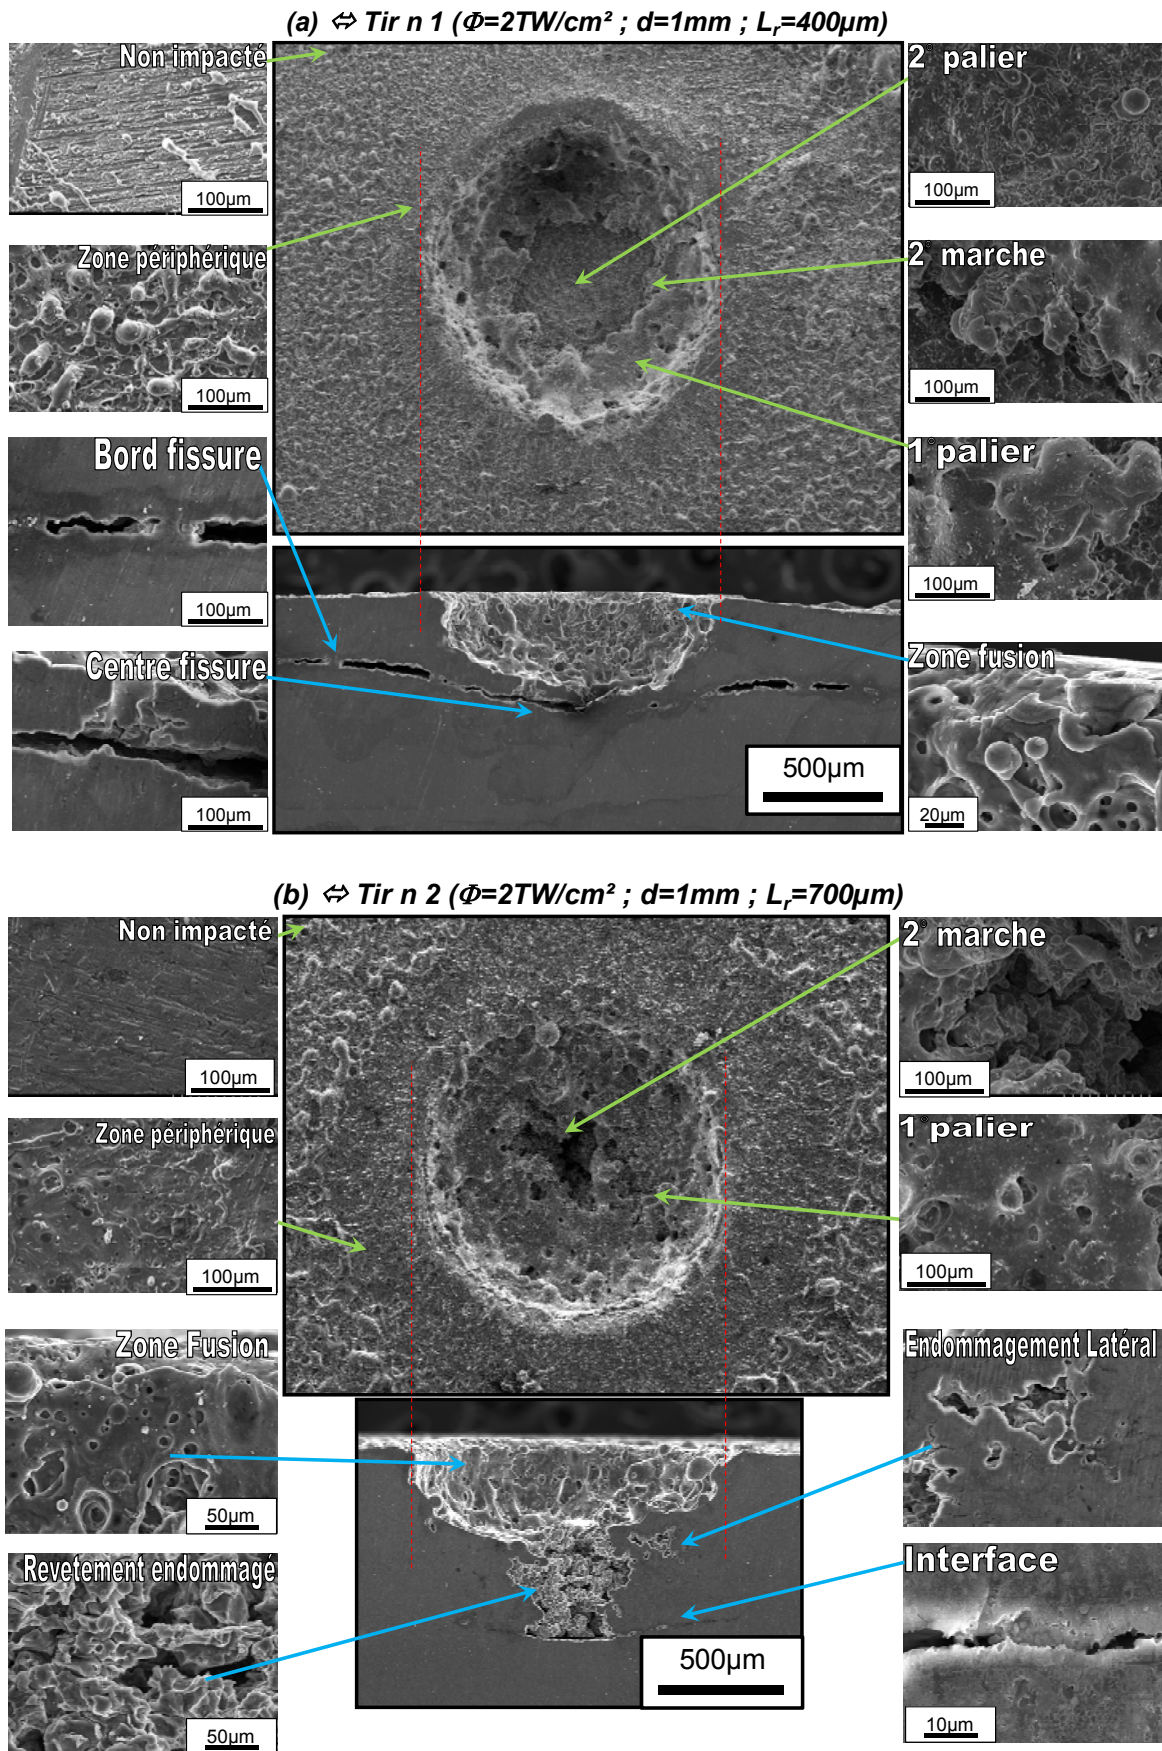 (a) ⇔ Tir n 1 (Φ=2TW/cm² ; d=1mm ; Lr=400µm)
Non impacté
100µm
2° palier
100µm
Zone périphérique
100µm
2° marche
100µm
Bord fissure
100µm
1° palier
100µm
Centre fissure
100µm
500µm
Zone fusion
20µm
(b) ⇔ Tir n 2 (Φ=2TW/cm² ; d=1mm ; Lr=700µm)
Non impacté
100µm
2° marche
100µm
Zone périphérique
100µm
1° palier
100µm
Zone Fusion
50µm
Endommagement Latéral
Revetement endommagé
50µm
500µm
Interface
10µm